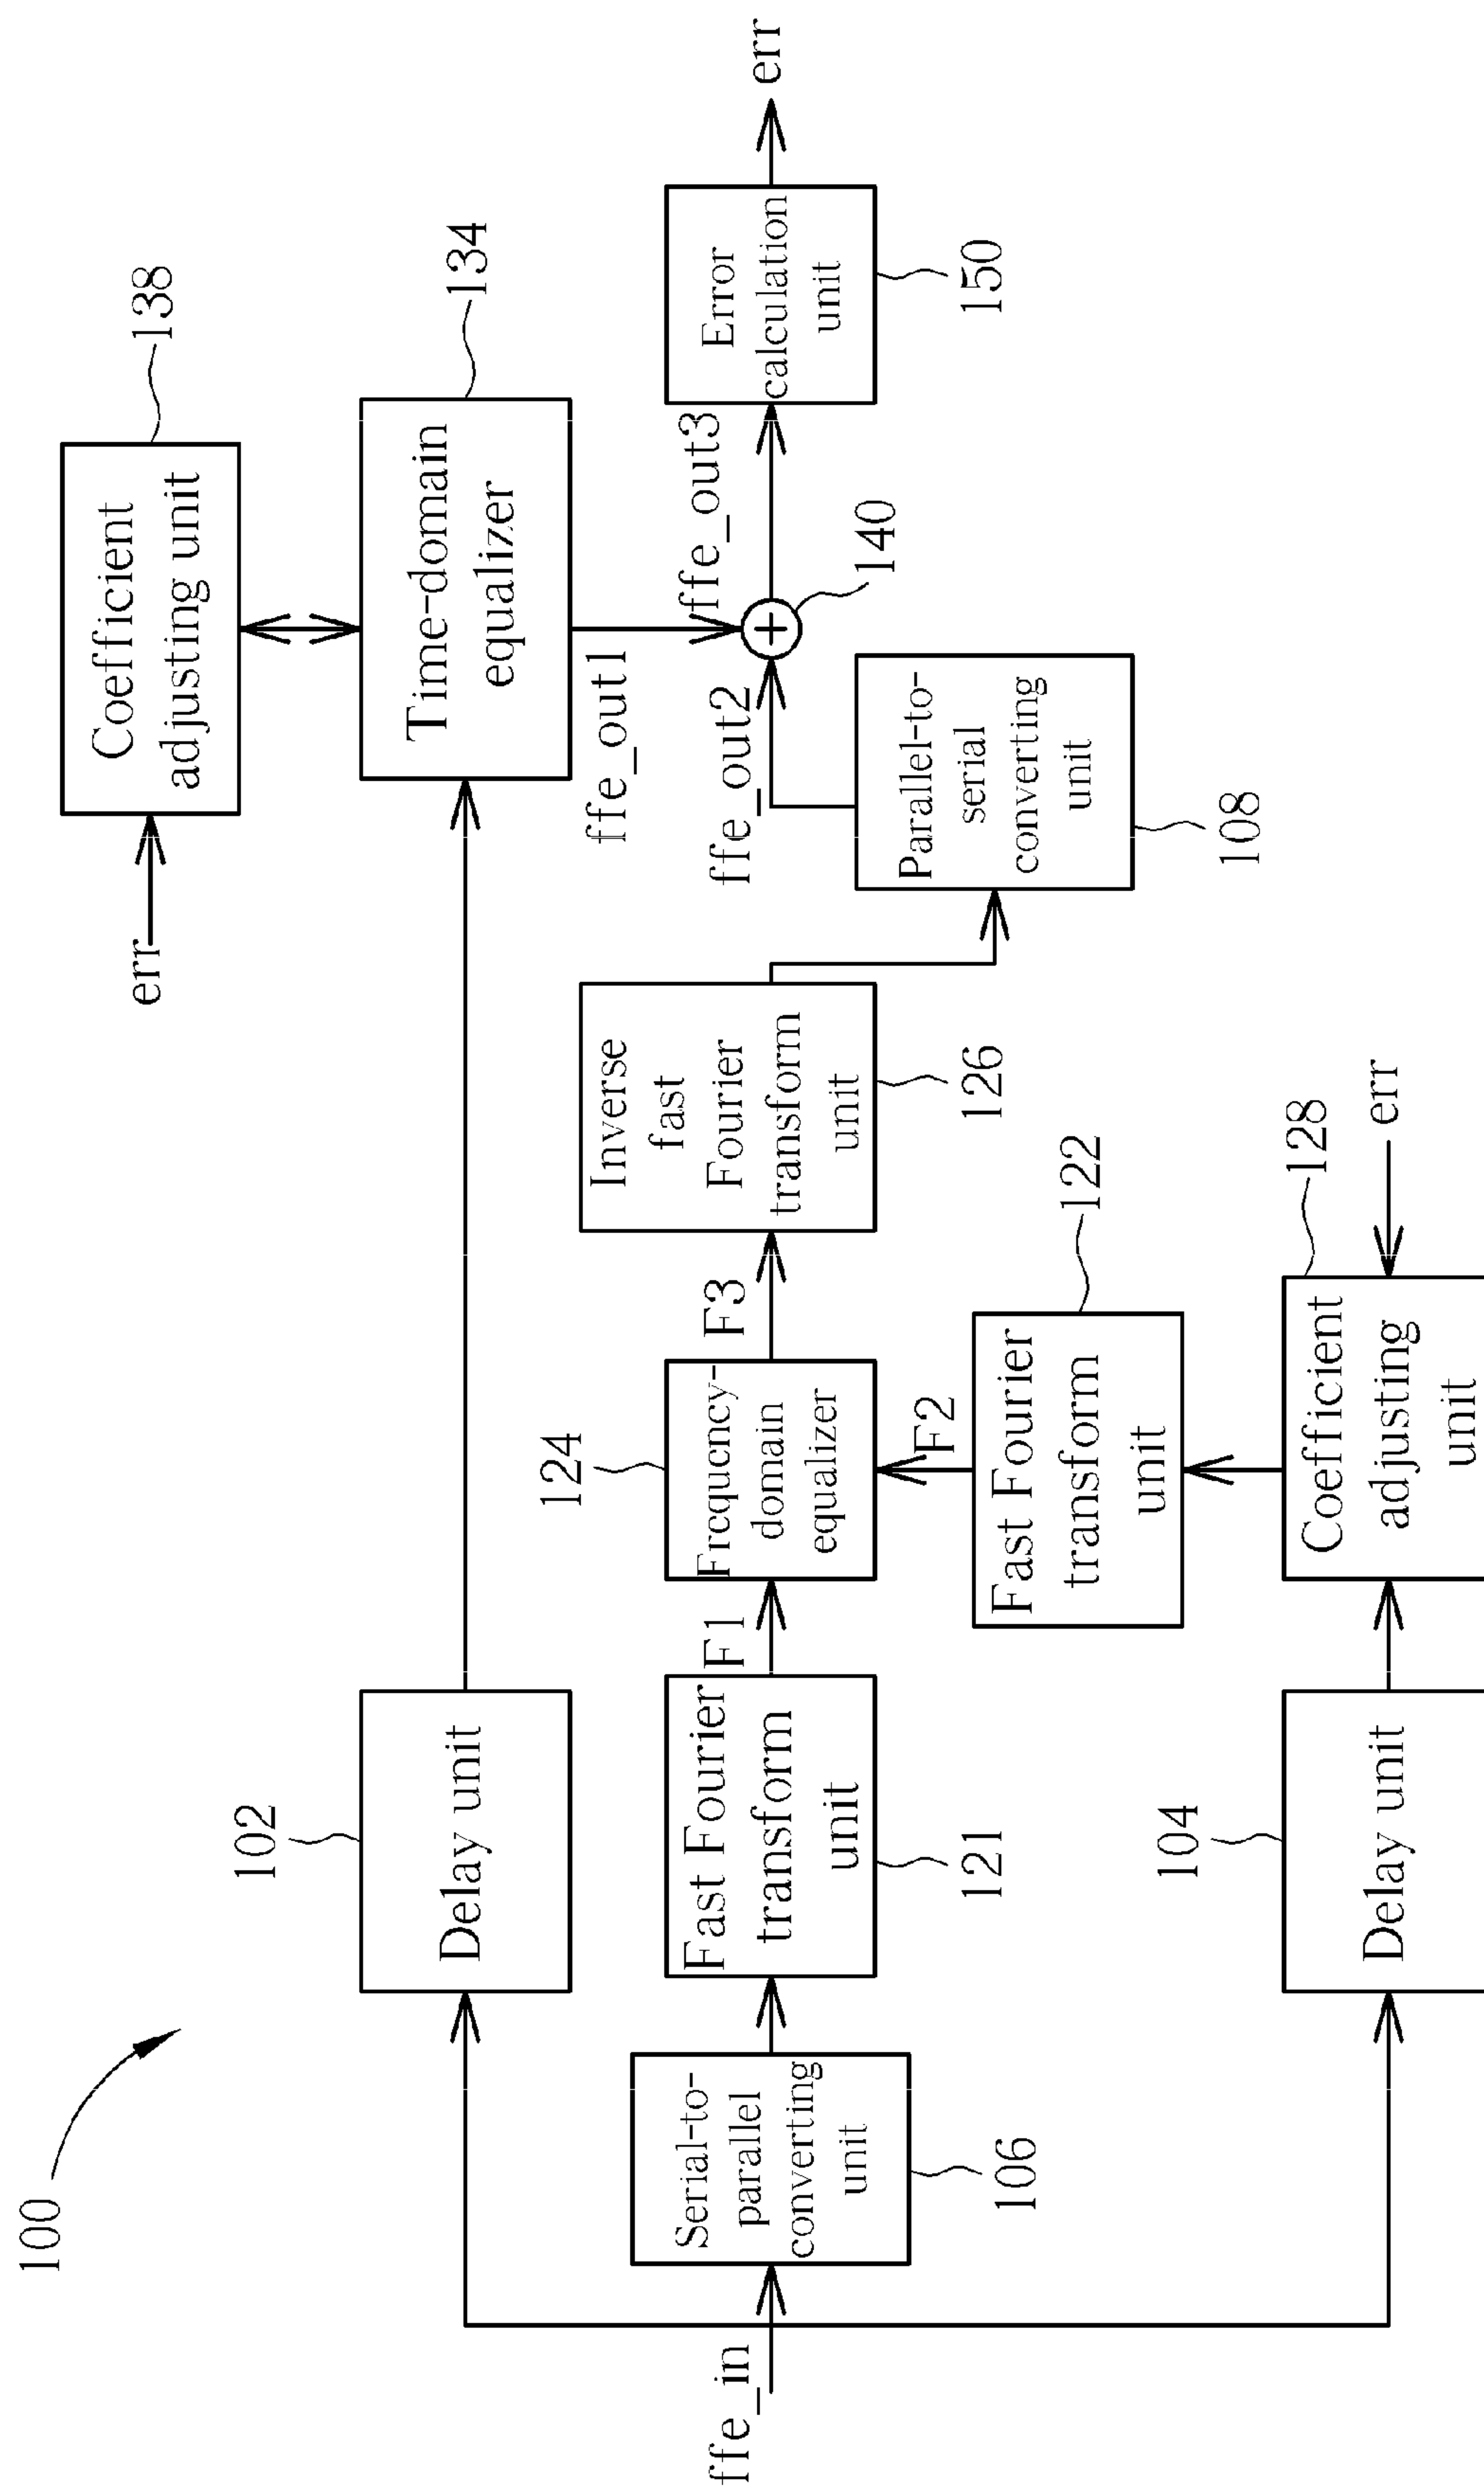 100
138
Coefficient
adjusting unit
err
102
Delay unit
134
Time-domain
equalizer
ffe_out1
ffe_in
106
Serial-to-
parallel
converting
unit
121
Fast Fourier
transform
unit
F1
124
Frequency-
domain
equalizer
F3
126
Inverse
fast
Fourier
transform
unit
ffe_out2
108
Parallel-to-
serial
converting
unit
140
+
ffe_out3
150
Error
calculation
unit
err
F2
122
Fast Fourier
transform
unit
104
Delay unit
128
Coefficient
adjusting
unit
err